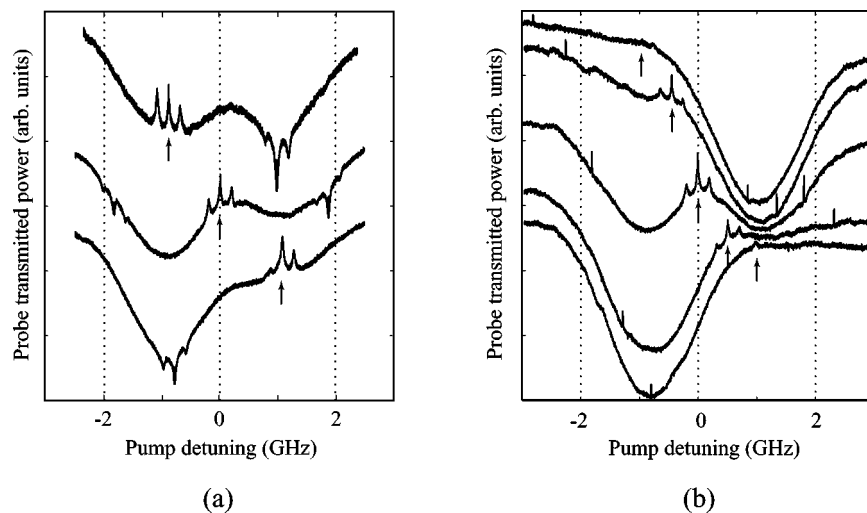 Probe transmitted power (arb. units)
-2
0
2
Pump detuning (GHz)
(a)
Probe transmitted power (arb. units)
-2
0
2
Pump detuning (GHz)
(b)